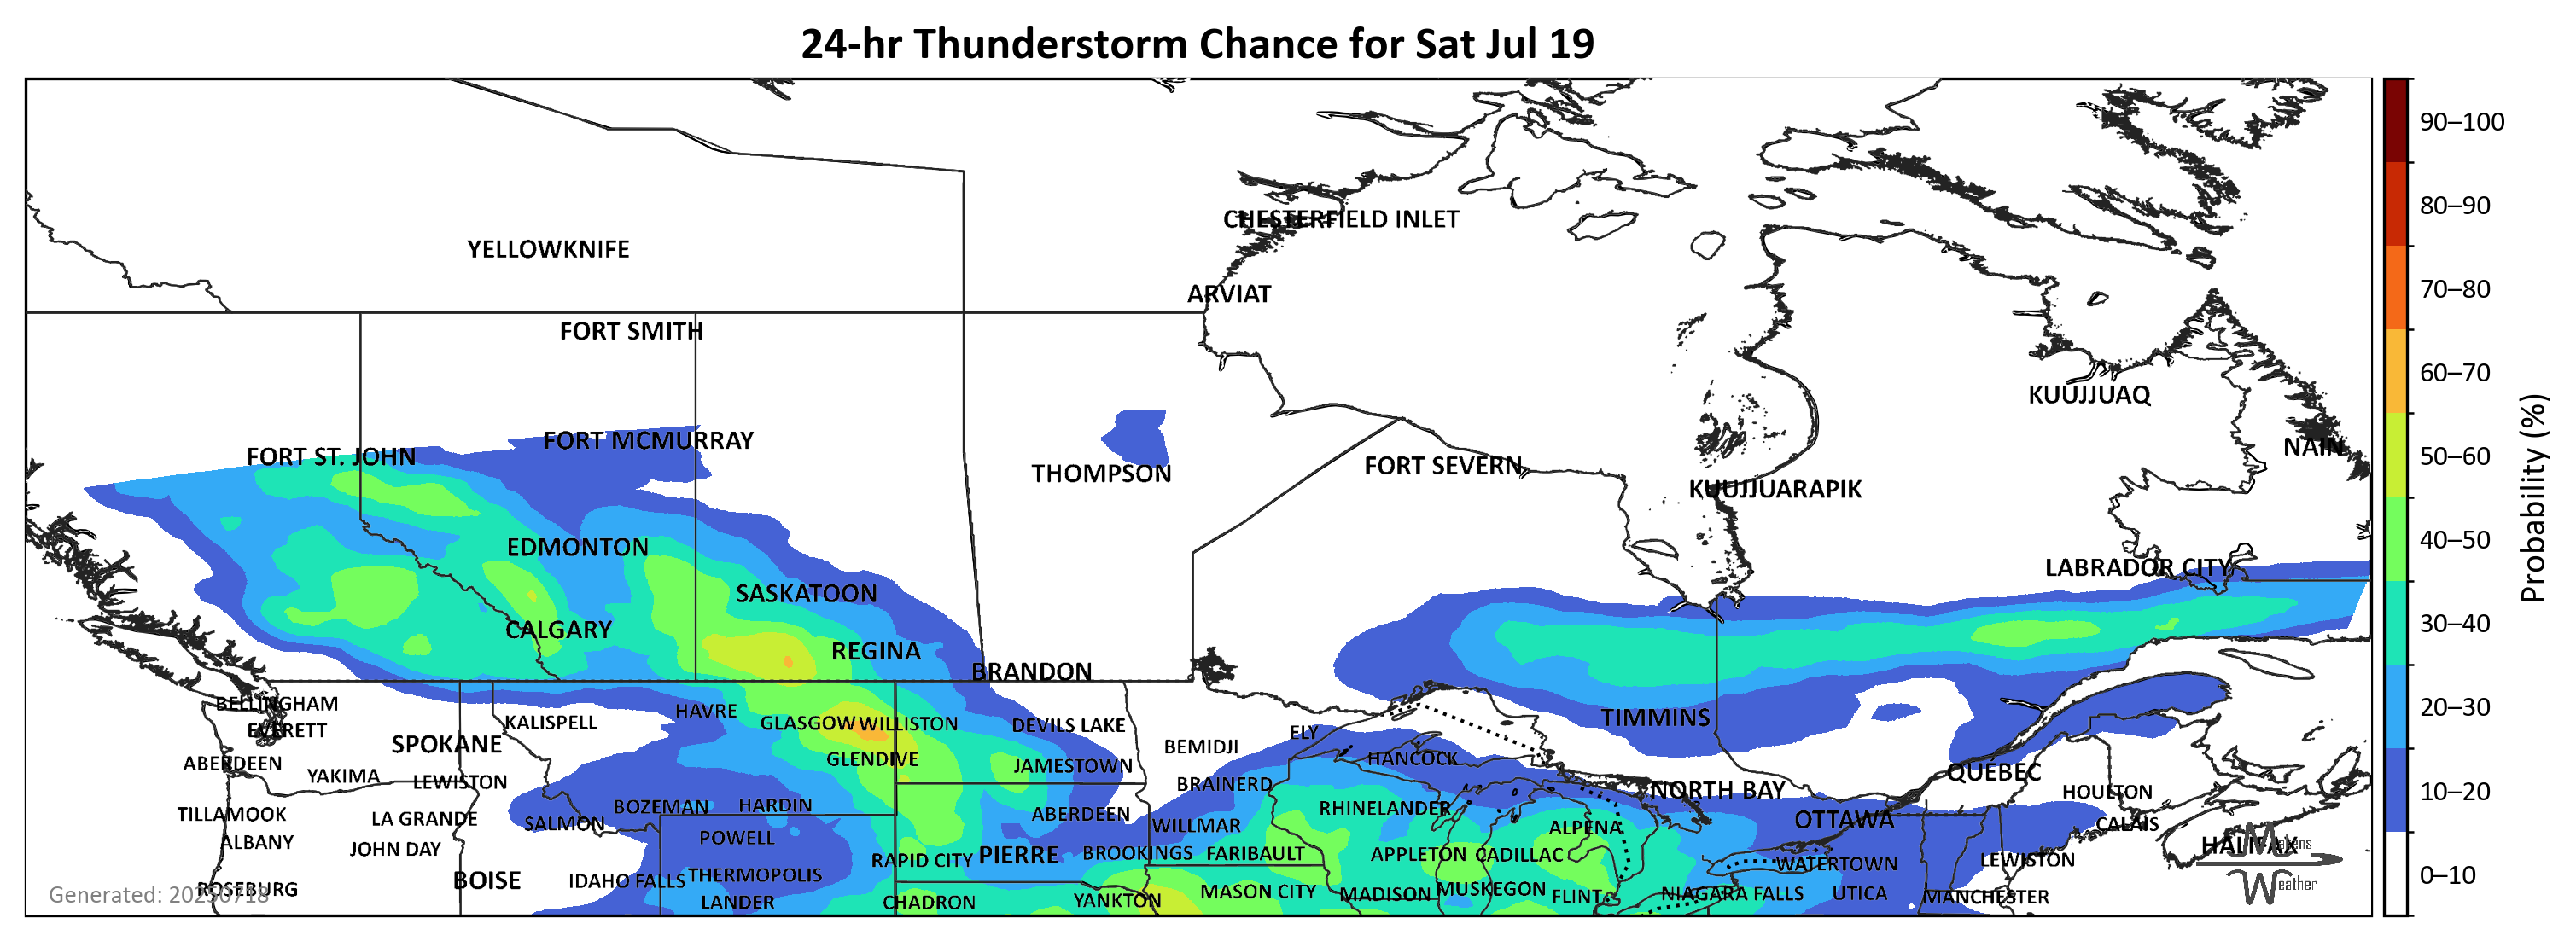 24-hr Thunderstorm Chance for Sat Jul 19
90–100
80–90
CHESTERFIELD INLET
YELLOWKNIFE
70–80
ARVIAT
FORT SMITH
60–70
KUUJJUAQ
FORT MCMURRAY
NAIN
FORT ST. JOHN
50–60
FORT SEVERN
THOMPSON
KUUJJUARAPIK
Probability (%)
40–50
EDMONTON
LABRADOR CITY
SASKATOON
30–40
CALGARY
REGINA
BRANDON
BELLINGHAM
20–30
HAVRE
TIMMINS
KALISPELL
GLASGOW
WILLISTON
DEVILS LAKE
EVERETT
ELY
SPOKANE
BEMIDJI
GLENDIVE
HANCOCK
ABERDEEN
JAMESTOWN
QUEBEC
YAKIMA
LEWISTON
BRAINERD
NORTH BAY
10–20
HOULTON
BOZEMAN
HARDIN
RHINELANDER
TILLAMOOK
LA GRANDE
SALMON
ABERDEEN
WILLMAR
ALPENA
OTTAWA
CALAIS
ALBANY
POWELL
HALIFAX
Makens
JOHN DAY
RAPID CITY
PIERRE
BROOKINGS
FARIBAULT
APPLETON
CADILLAC
WATERTOWN
LEWISTON
BOISE
IDAHO FALLS
THERMOPOLIS
0–10
Weather
ROSEBURG
Generated: 20250718
LANDER
CHADRON
YANKTON
MASON CITY
MADISON
MUSKEGON
FLINT
NIAGARA FALLS
UTICA
MANCHESTER